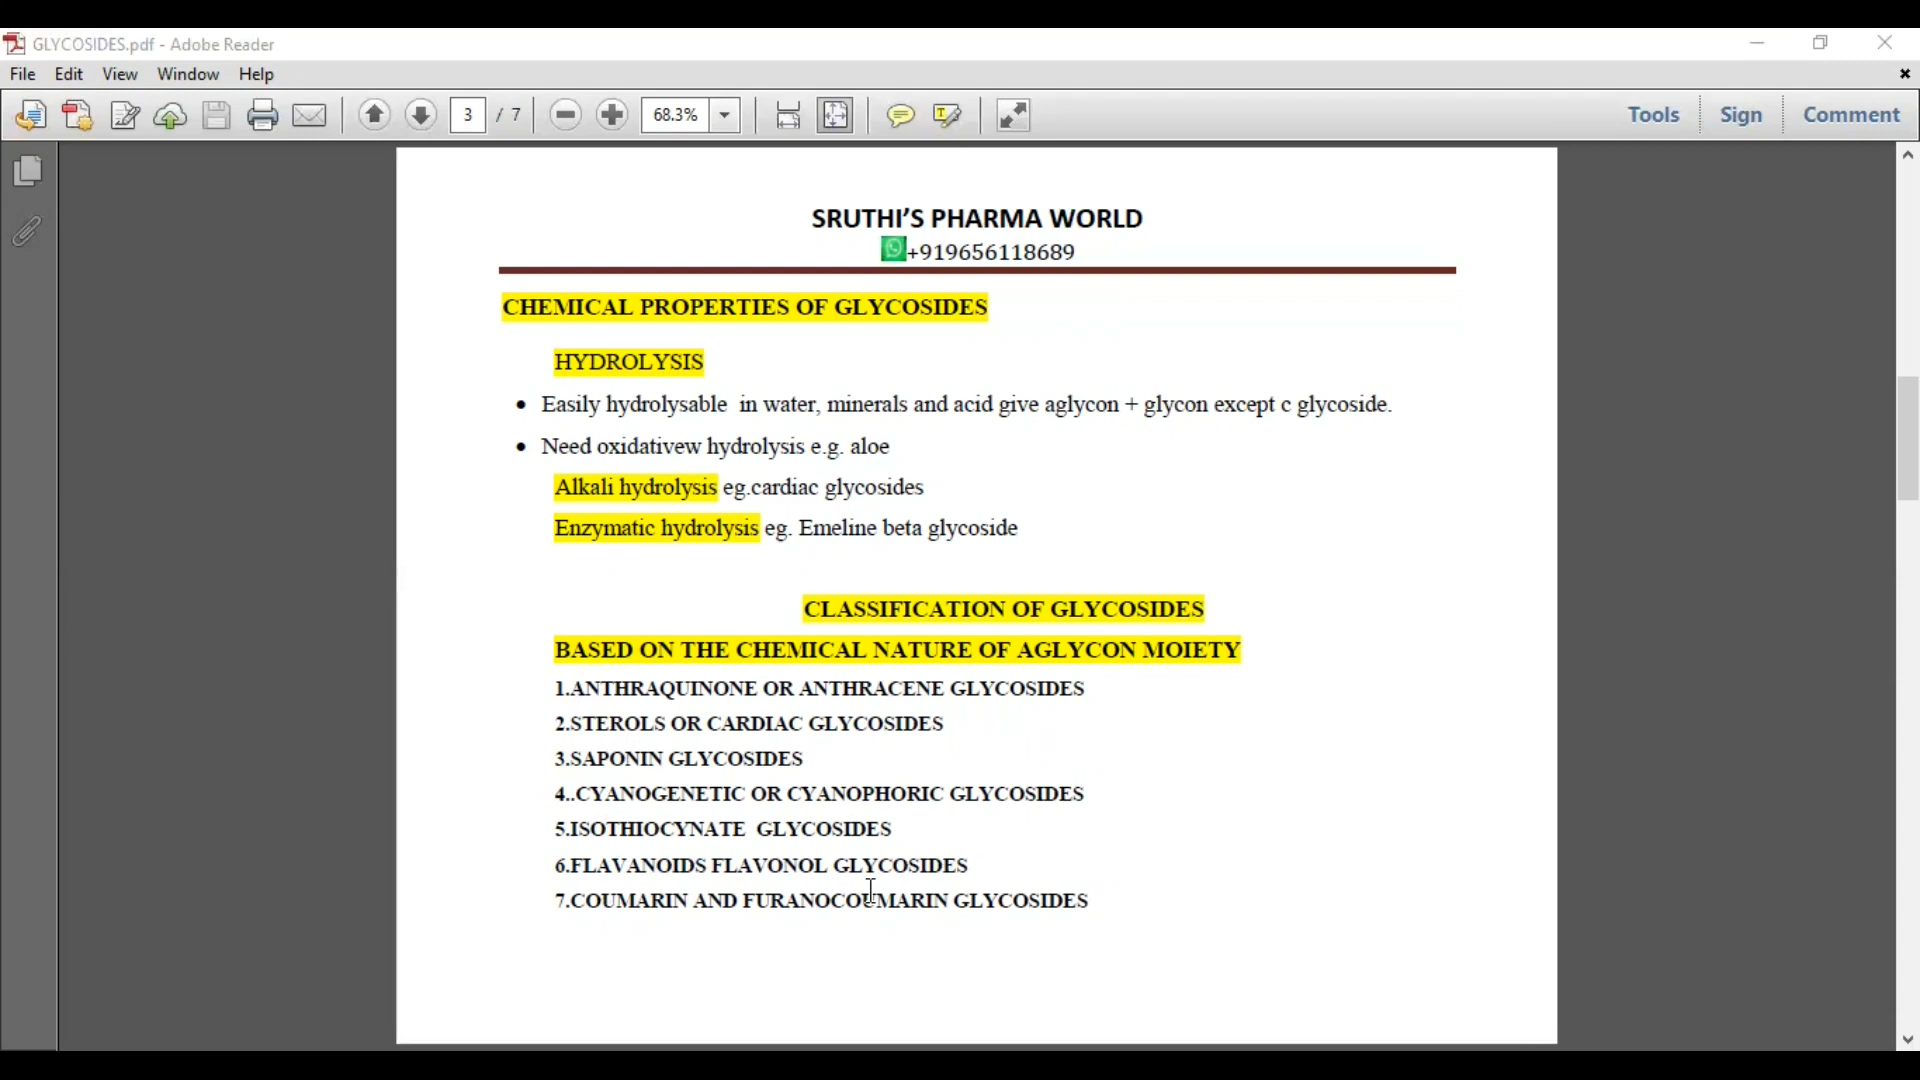 GLYCOSIDES.pdf - Adobe Reader
File Edit View Window Help
3 / 7 68.3% Tools Sign Comment
SRUTHI'S PHARMA WORLD
+919656118689
CHEMICAL PROPERTIES OF GLYCOSIDES
HYDROLYSIS
• Easily hydrolysable in water, minerals and acid give aglycon + glycon except c glycoside.
• Need oxidativew hydrolysis e.g. aloe
Alkali hydrolysis eg.cardiac glycosides
Enzymatic hydrolysis eg. Emeline beta glycoside
CLASSIFICATION OF GLYCOSIDES
BASED ON THE CHEMICAL NATURE OF AGLYCON MOIETY
1.ANTHRAQUINONE OR ANTHRACENE GLYCOSIDES
2.STEROLS OR CARDIAC GLYCOSIDES
3.SAPONIN GLYCOSIDES
4..CYANOGENETIC OR CYANOPHORIC GLYCOSIDES
5.ISOTHIOCYNATE GLYCOSIDES
6.FLAVANOIDS FLAVONOL GLYCOSIDES
7.COUMARIN AND FURANOCOUMARIN GLYCOSIDES